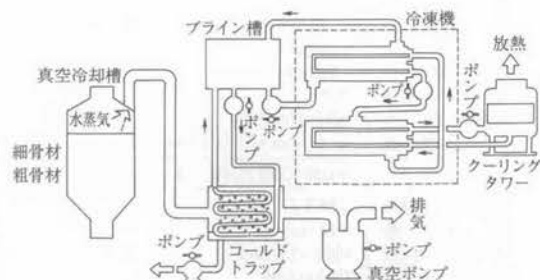 冷凍機
ブライン槽
放熱
真空冷却槽
水蒸気
細骨材
粗骨材
ポンプ
ポンプ
ポンプ
ポンプ
クーリング
タワー
排気
ポンプ
コールド
トラップ
ポンプ
真空ポンプ